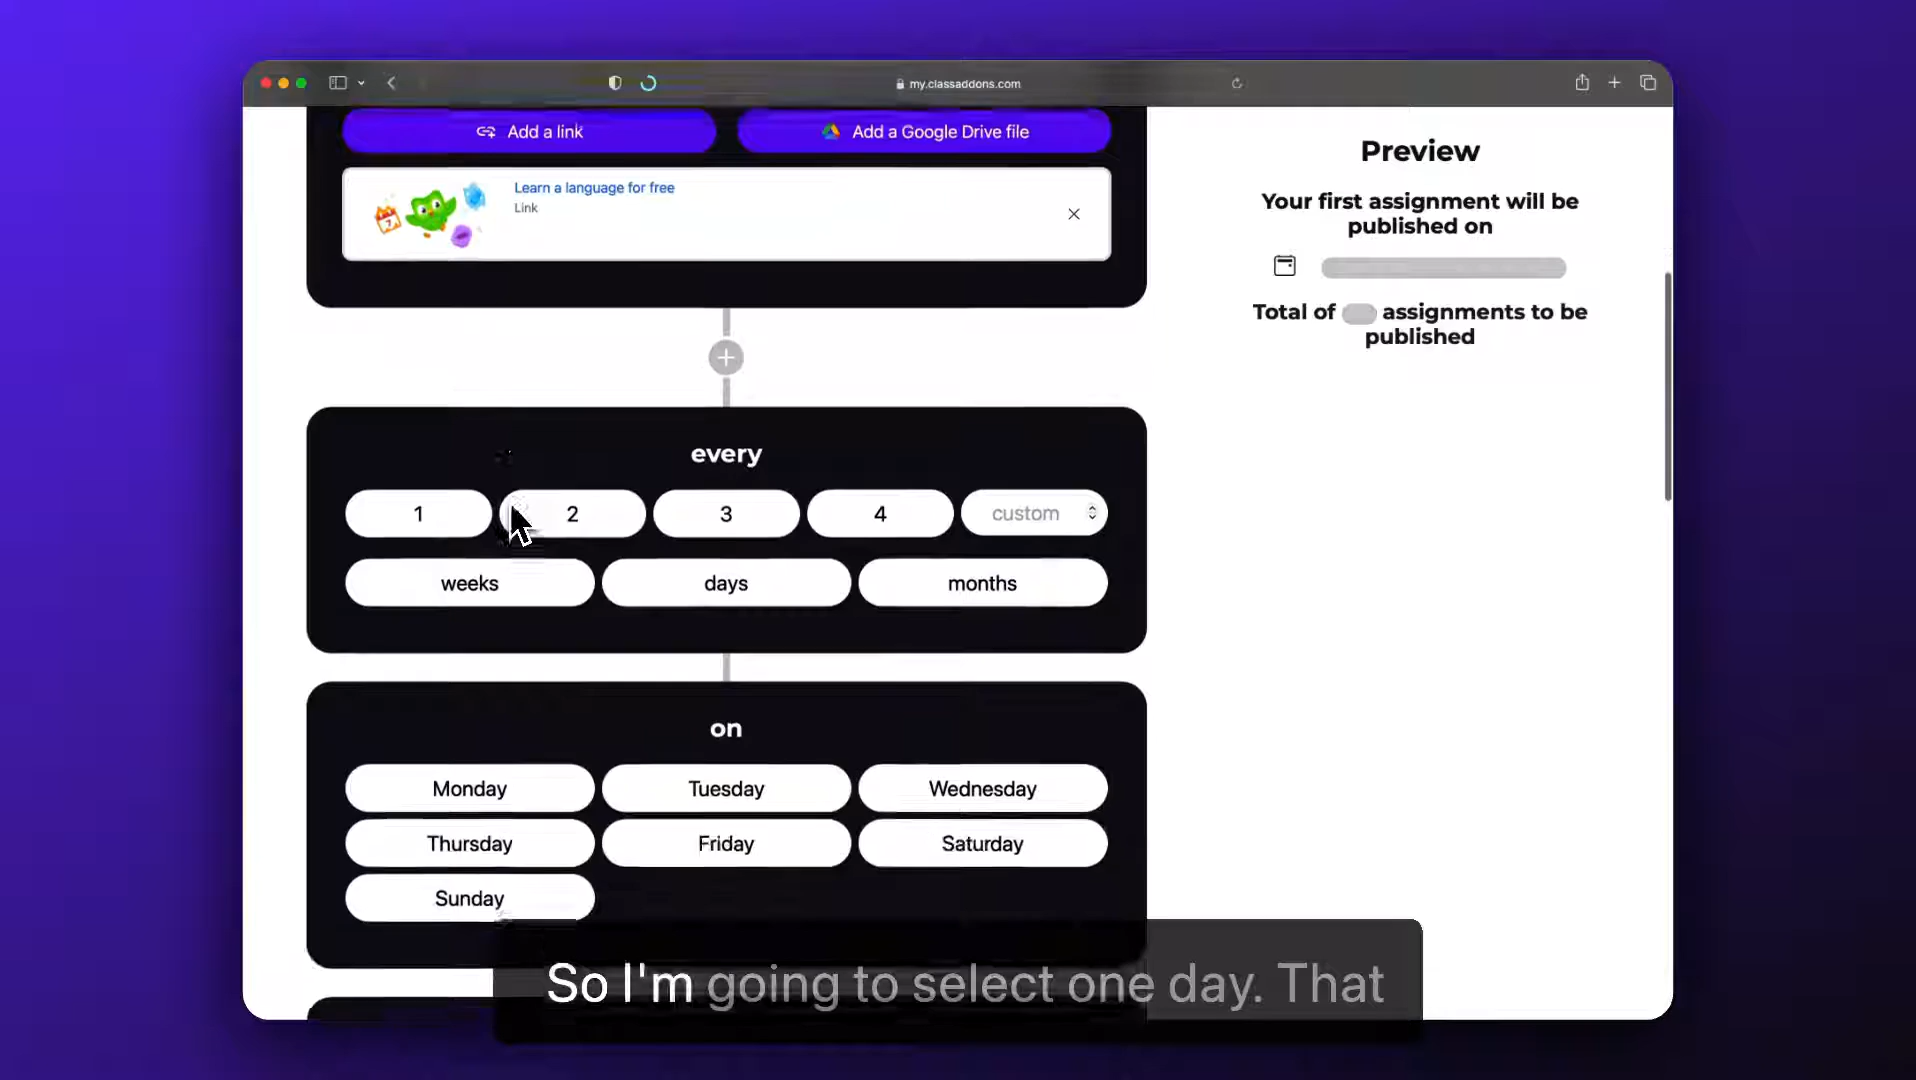 my.classaddons.com
Add a link
Add a Google Drive file
Learn a language for free
Link
every
1
2
3
4
custom
weeks
days
months
on
Monday
Tuesday
Wednesday
Thursday
Friday
Saturday
Sunday
Preview
Your first assignment will be
published on
Total of assignments to be
published
So I'm going to select one day. That